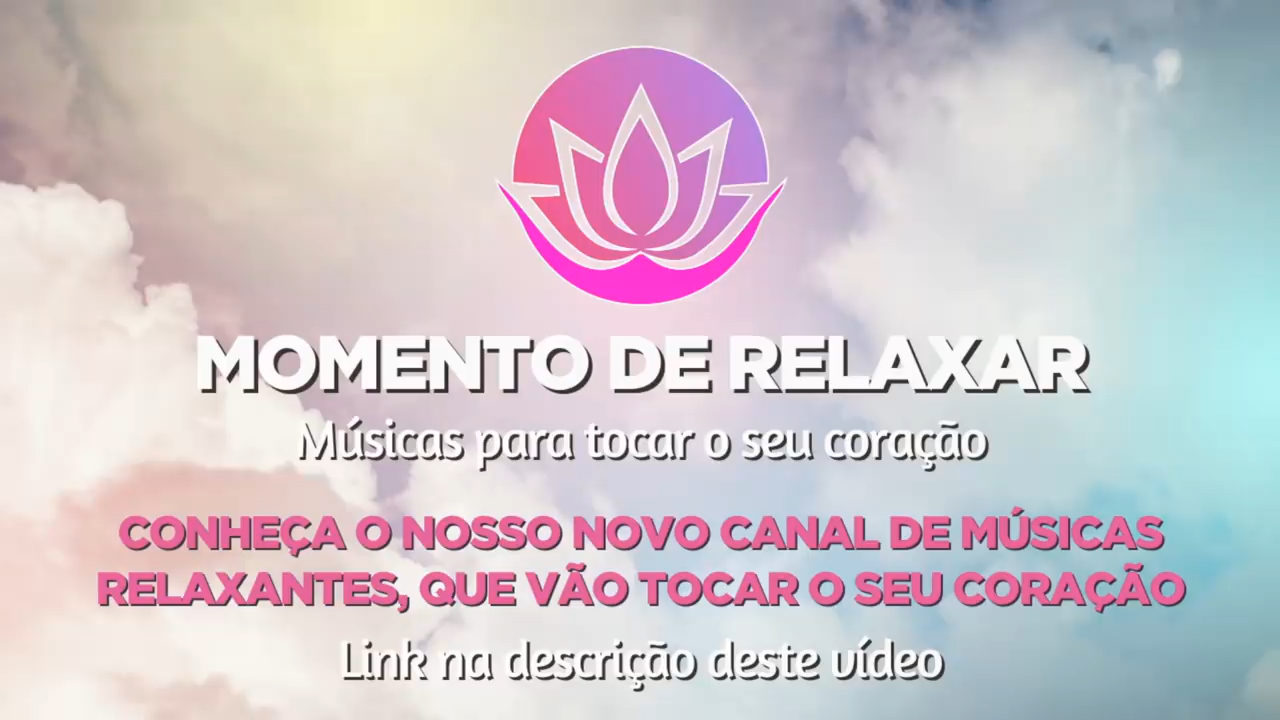 MOMENTO DE RELAXAR
Músicas para tocar o seu coração
CONHEÇA O NOSSO NOVO CANAL DE MÚSICAS
RELAXANTES, QUE VÃO TOCAR O SEU CORAÇÃO
Link na descrição deste vídeo